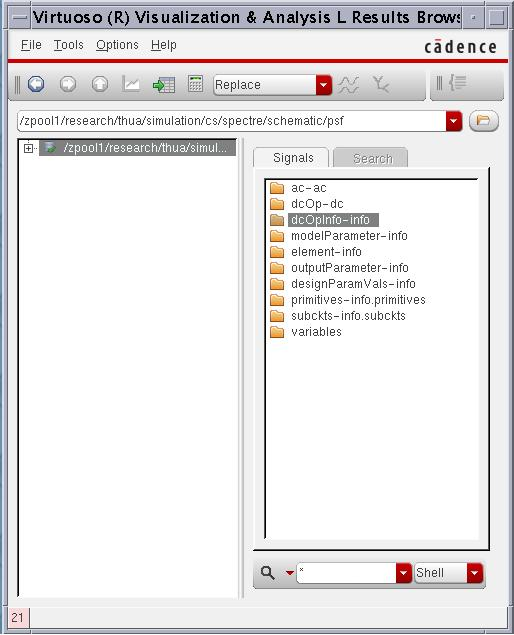 Virtuoso (R) Visualization & Analysis L Results Brows
File Tools Options Help
cādence
Replace
/zpool1/research/thua/simulation/cs/spectre/schematic/psf
/zpool1/research/thua/simul...
Signals
Search
ac-ac
dcOp-dc
dcOpInfo-info
modelParameter-info
element-info
outputParameter-info
designParamVals-info
primitives-info.primitives
subckts-info.subckts
variables
*
Shell
21